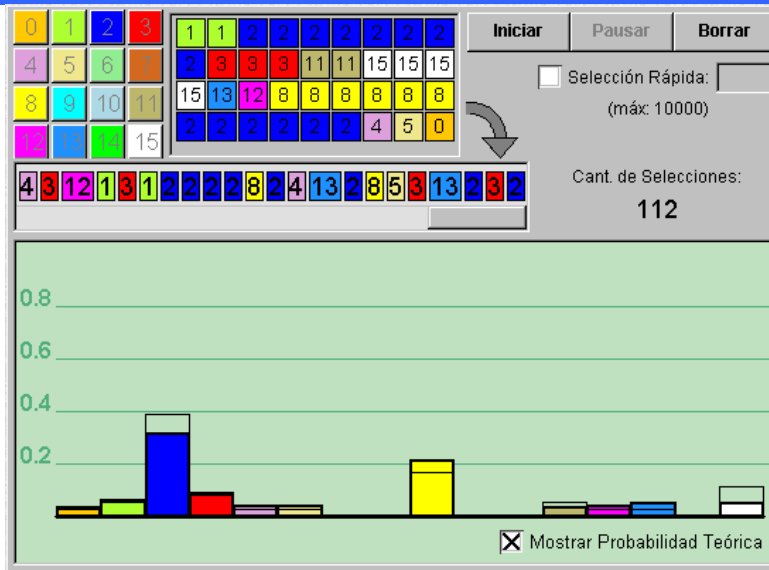 0 1 2 3
4 5 6 7
8 9 10 11
12 13 14 15
1 1 2 2 2 2 2 2 2
2 3 3 3 11 11 15 15 15
15 13 12 8 8 8 8 8 8
2 2 2 2 2 2 4 5 0
Iniciar Pausar Borrar
Selección Rápida:
(máx: 10000)
4 3 12 1 3 1 2 2 2 2 8 2 4 13 2 8 5 3 13 2 3 2
Cant. de Selecciones:
112
0.8
0.6
0.4
0.2
Mostrar Probabilidad Teórica